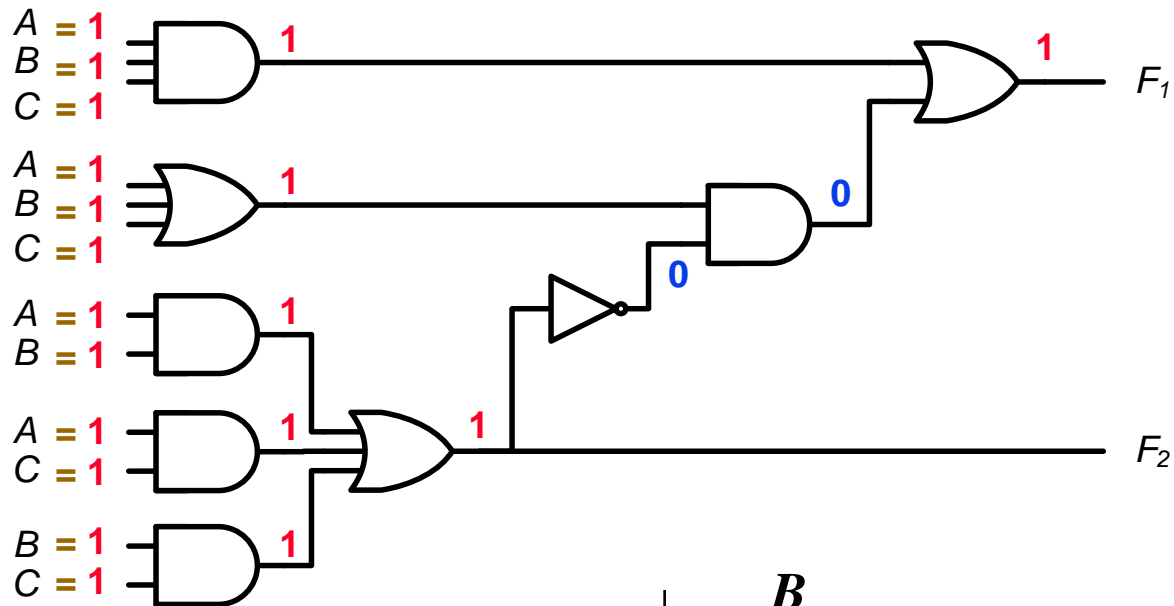 A = 1
1
1
B = 1
F1
C = 1
A = 1
1
B = 1
0
C = 1
0
A = 1
1
B = 1
A = 1
1
1
F2
C = 1
B = 1
1
C = 1
B